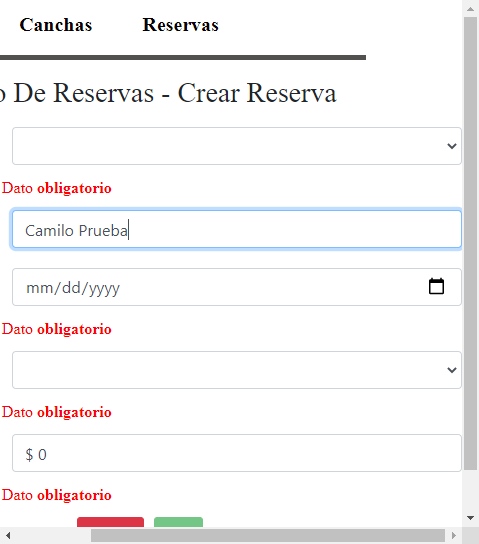 Canchas Reservas
o De Reservas - Crear Reserva
Dato obligatorio
Camilo Prueba
mm/dd/yyyy
Dato obligatorio
Dato obligatorio
$ 0
Dato obligatorio